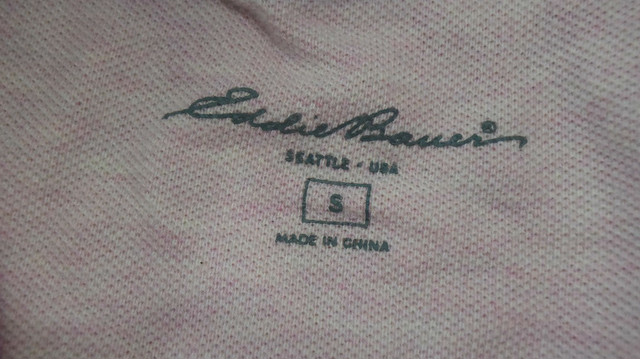 Eddie Bauer®
SEATTLE - USA
S
MADE IN CHINA